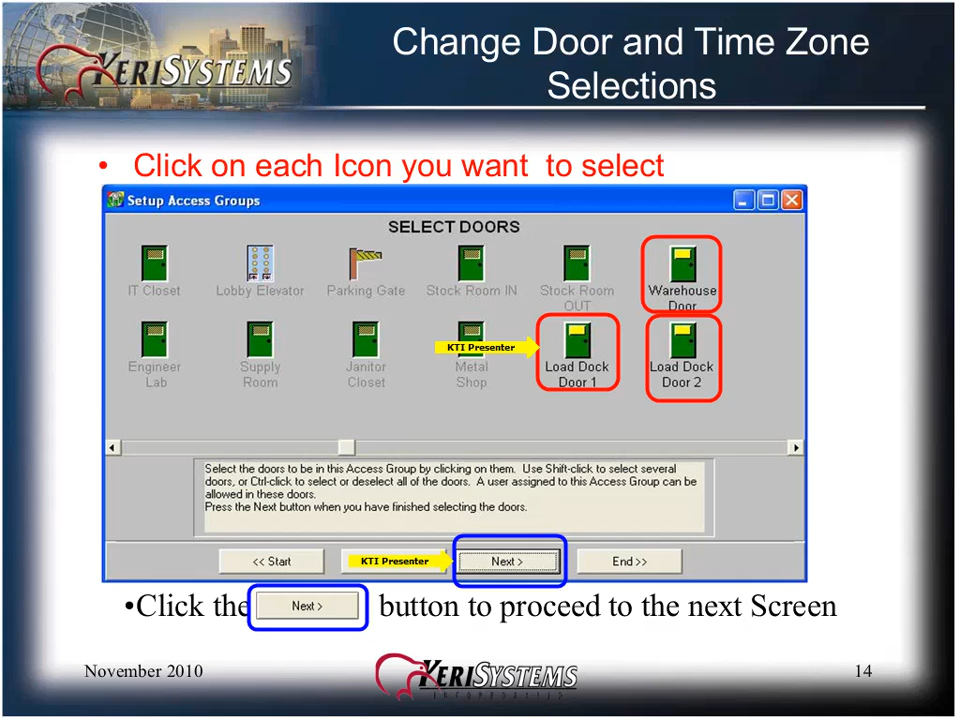 KERISYSTEMS
Change Door and Time Zone
Selections
• Click on each Icon you want to select
Setup Access Groups
SELECT DOORS
IT Closet
Lobby Elevator
Parking Gate
Stock Room IN
Stock Room
OUT
Warehouse
Door
KTI Presenter
Engineer
Lab
Supply
Room
Janitor
Closet
Metal
Shop
Load Dock
Door 1
Load Dock
Door 2
Select the doors to be in this Access Group by clicking on them. Use Shift-click to select several
doors, or Ctrl-click to select or deselect all of the doors. A user assigned to this Access Group can be
allowed in these doors.
Press the Next button when you have finished selecting the doors.
<< Start
KTI Presenter
Next >
End >>
•Click the Next > button to proceed to the next Screen
November 2010
KERISYSTEMS
INCORPORATED
14